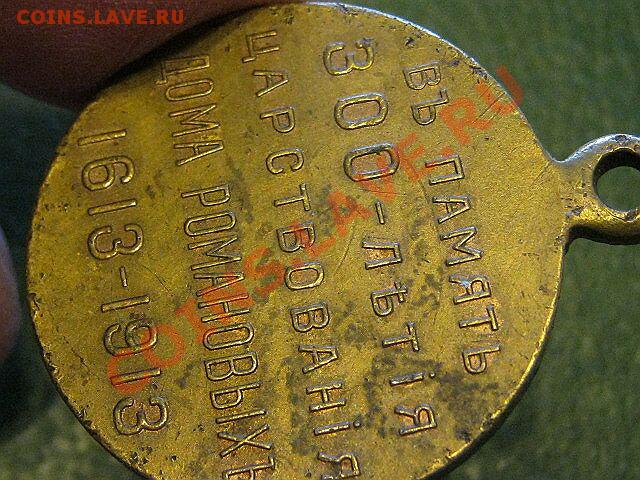 COINS.LAVE.RU
ВЪ ПАМЯТЬ
300-ЛѢТІЯ
ЦАРСТВОВАНІЯ
ДОМА РОМАНОВЫХЪ
1613-1913
COINS.LAVE.RU